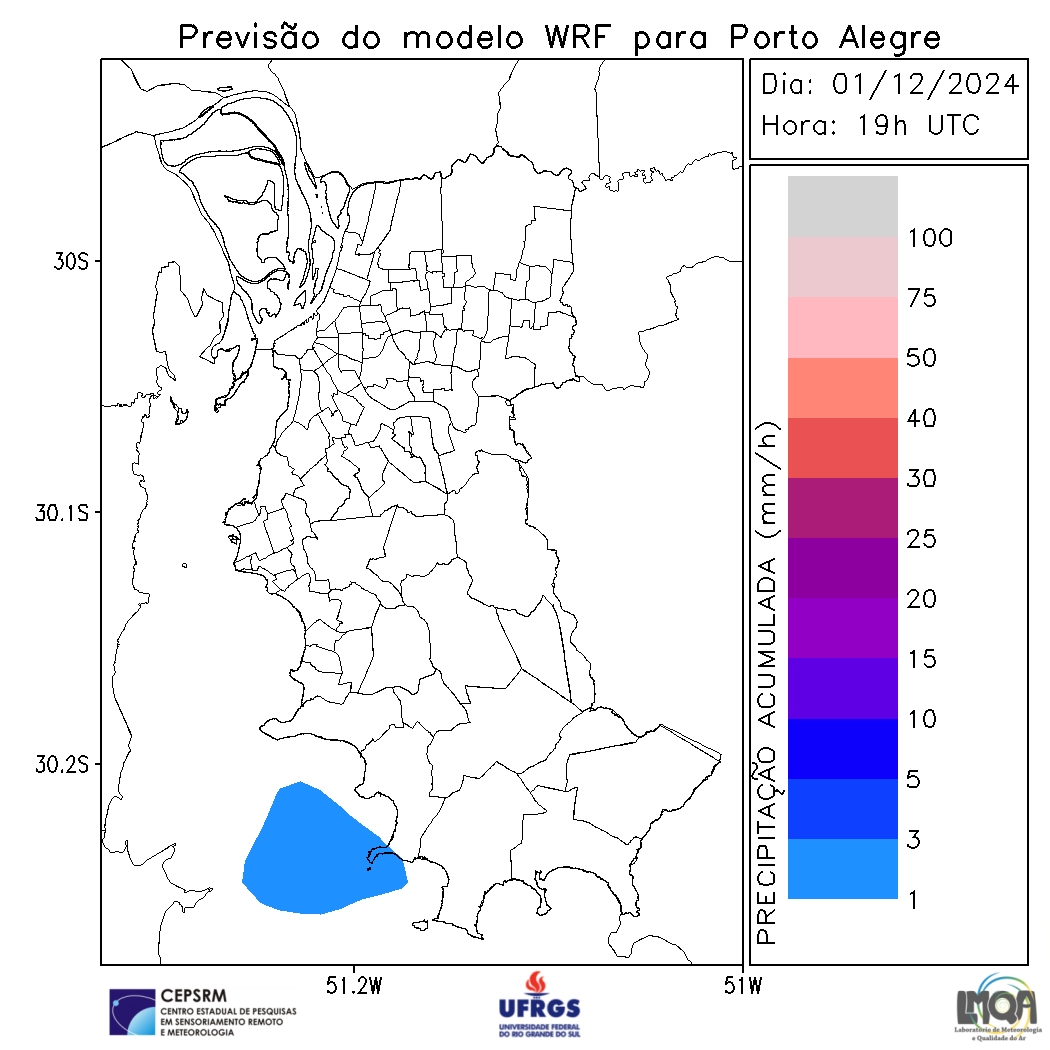 Previsão do modelo WRF para Porto Alegre
Dia: 01/12/2024
Hora: 19h UTC
30S
30.1S
30.2S
51.2W
51W
PRECIPITAÇÃO ACUMULADA (mm/h)
100
75
50
40
30
25
20
15
10
5
3
1
CEPSRM
CENTRO ESTADUAL DE PESQUISAS
EM SENSORIAMENTO REMOTO
E METEOROLOGIA
UFRGS
UNIVERSIDADE FEDERAL
DO RIO GRANDE DO SUL
LMQA
Laboratório de Meteorologia
e Qualidade do Ar